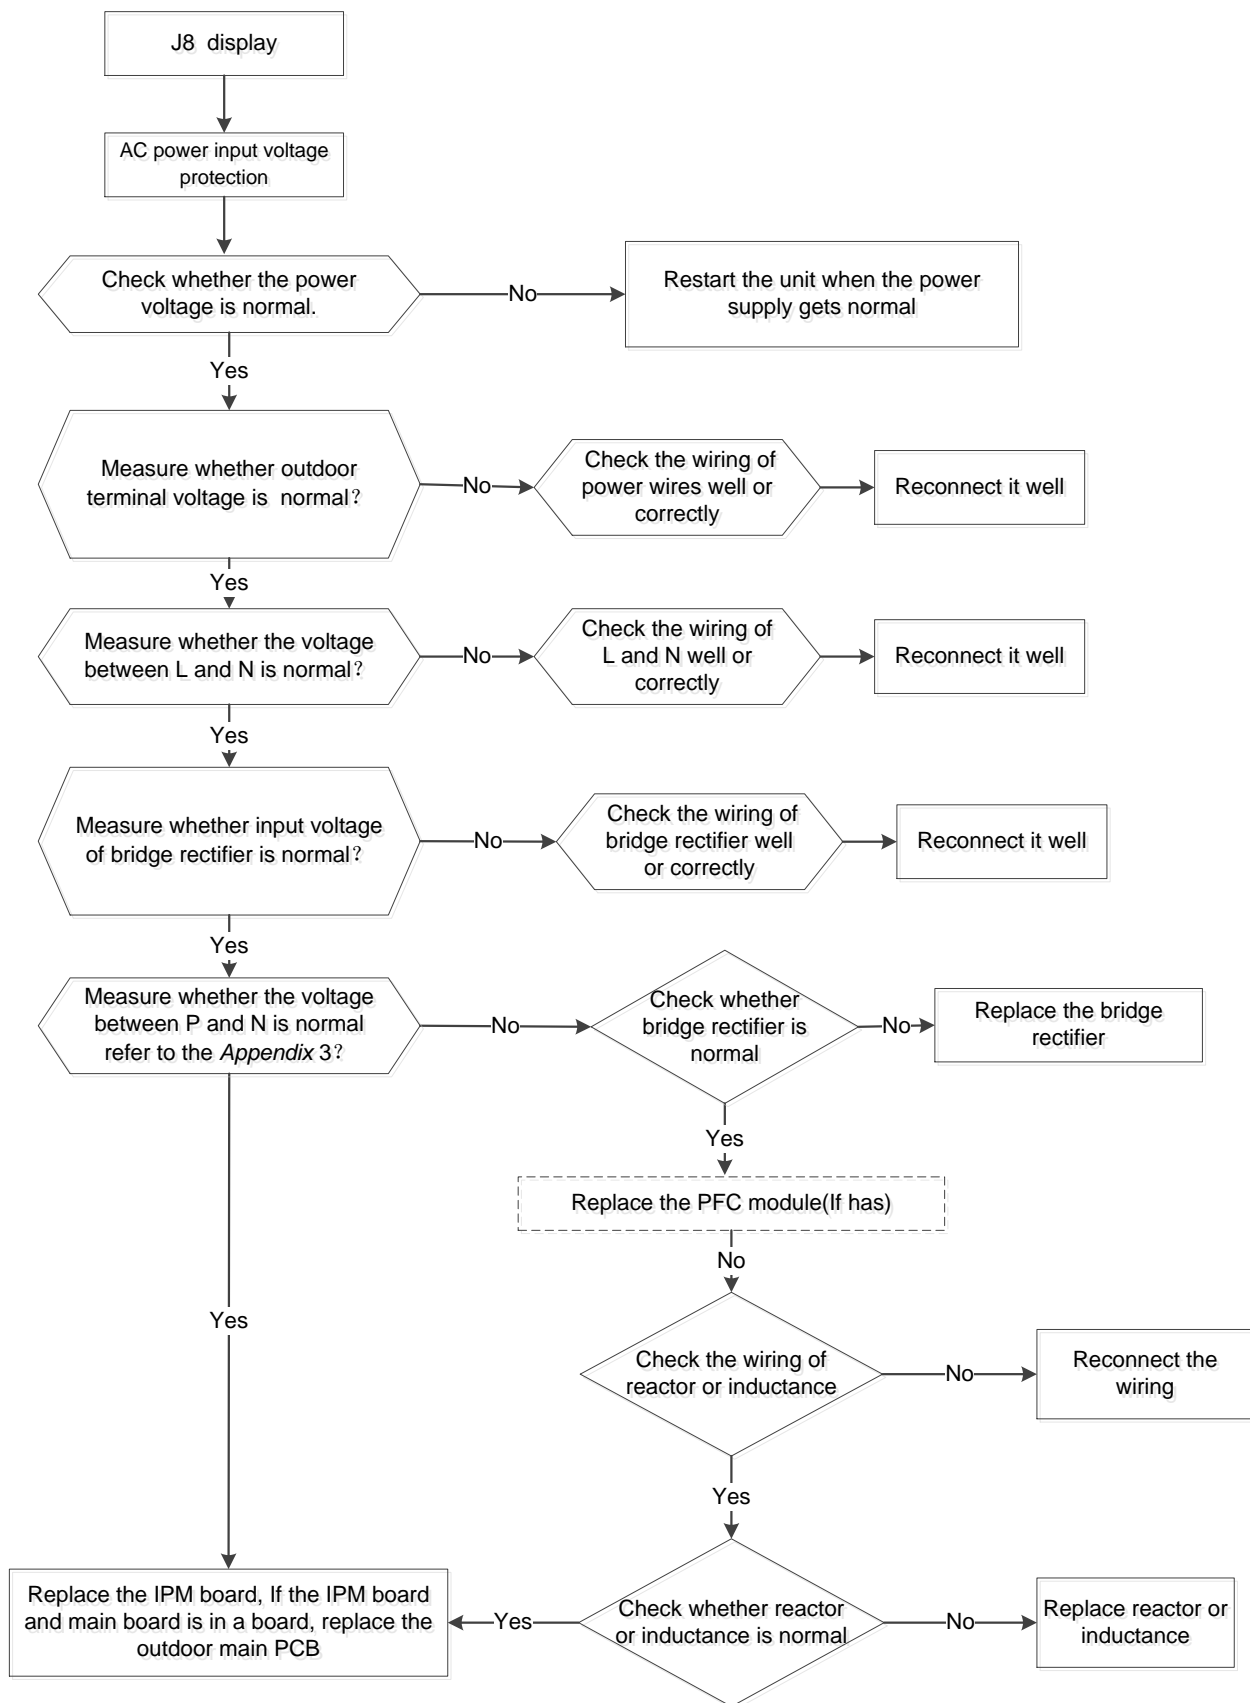 J8 display
AC power input voltage
protection
Check whether the power
voltage is normal.
No
Restart the unit when the power
supply gets normal
Yes
Measure whether outdoor
terminal voltage is normal?
No
Check the wiring of
power wires well or
correctly
Reconnect it well
Yes
Measure whether the voltage
between L and N is normal?
No
Check the wiring of
L and N well or
correctly
Reconnect it well
Yes
Measure whether input voltage
of bridge rectifier is normal?
No
Check the wiring of
bridge rectifier well
or correctly
Reconnect it well
Yes
Measure whether the voltage
between P and N is normal
refer to the Appendix 3?
No
Check whether
bridge rectifier is
normal
No
Replace the bridge
rectifier
Yes
Replace the PFC module(If has)
No
Yes
Check the wiring of
reactor or inductance
No
Reconnect the
wiring
Yes
Replace the IPM board, If the IPM board
and main board is in a board, replace the
outdoor main PCB
Yes
Check whether reactor
or inductance is normal
No
Replace reactor or
inductance